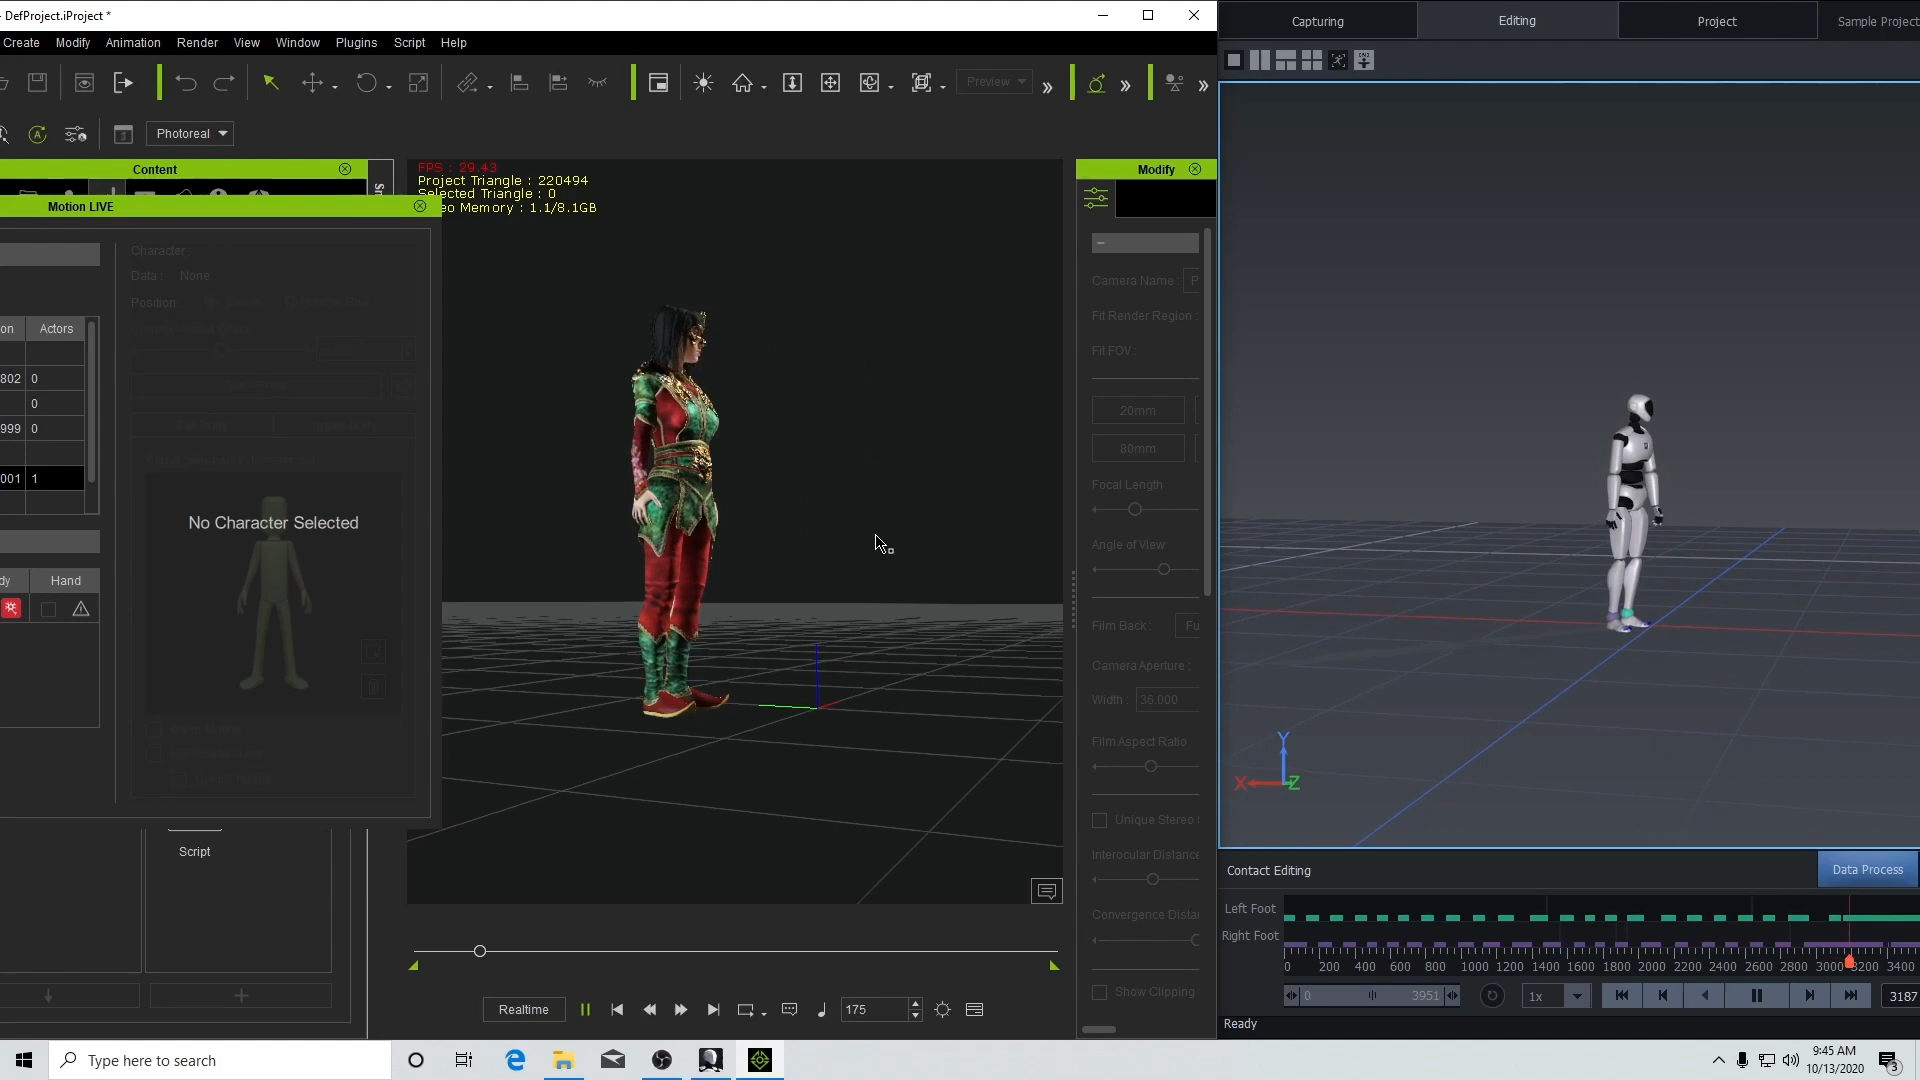 - DefProject.iProject *
Capturing
Editing
Project
Sample Project
Create Modify Animation Render View Window Plugins Script Help
Preview
Photoreal
Content
FPS : 29.43
Project Triangle : 220494
Selected Triangle : 0
eo Memory : 1.1/8.1GB
Motion LIVE
Modify
Character :
Data : None
Position
on Actors
802 0
0
999 0
001 1
No Character Selected
dy Hand
Script
Camera Name : P
Fit Render Region :
Fit FOV :
20mm
80mm
Focal Length
Angle of View
Film Back : Fu
Camera Aperture :
Width : 36.000
Film Aspect Ratio
Unique Stereo
Interocular Distance
Convergence Distan
Show Clipping
Y
X
Z
Contact Editing
Data Process
Left Foot
Right Foot
0 200 400 600 800 1000 1200 1400 1600 1800 2000 2200 2400 2600 2800 3000 3200 3400
0 3951 1x 3187
Ready
Realtime 175
Type here to search
9:45 AM
10/13/2020
3